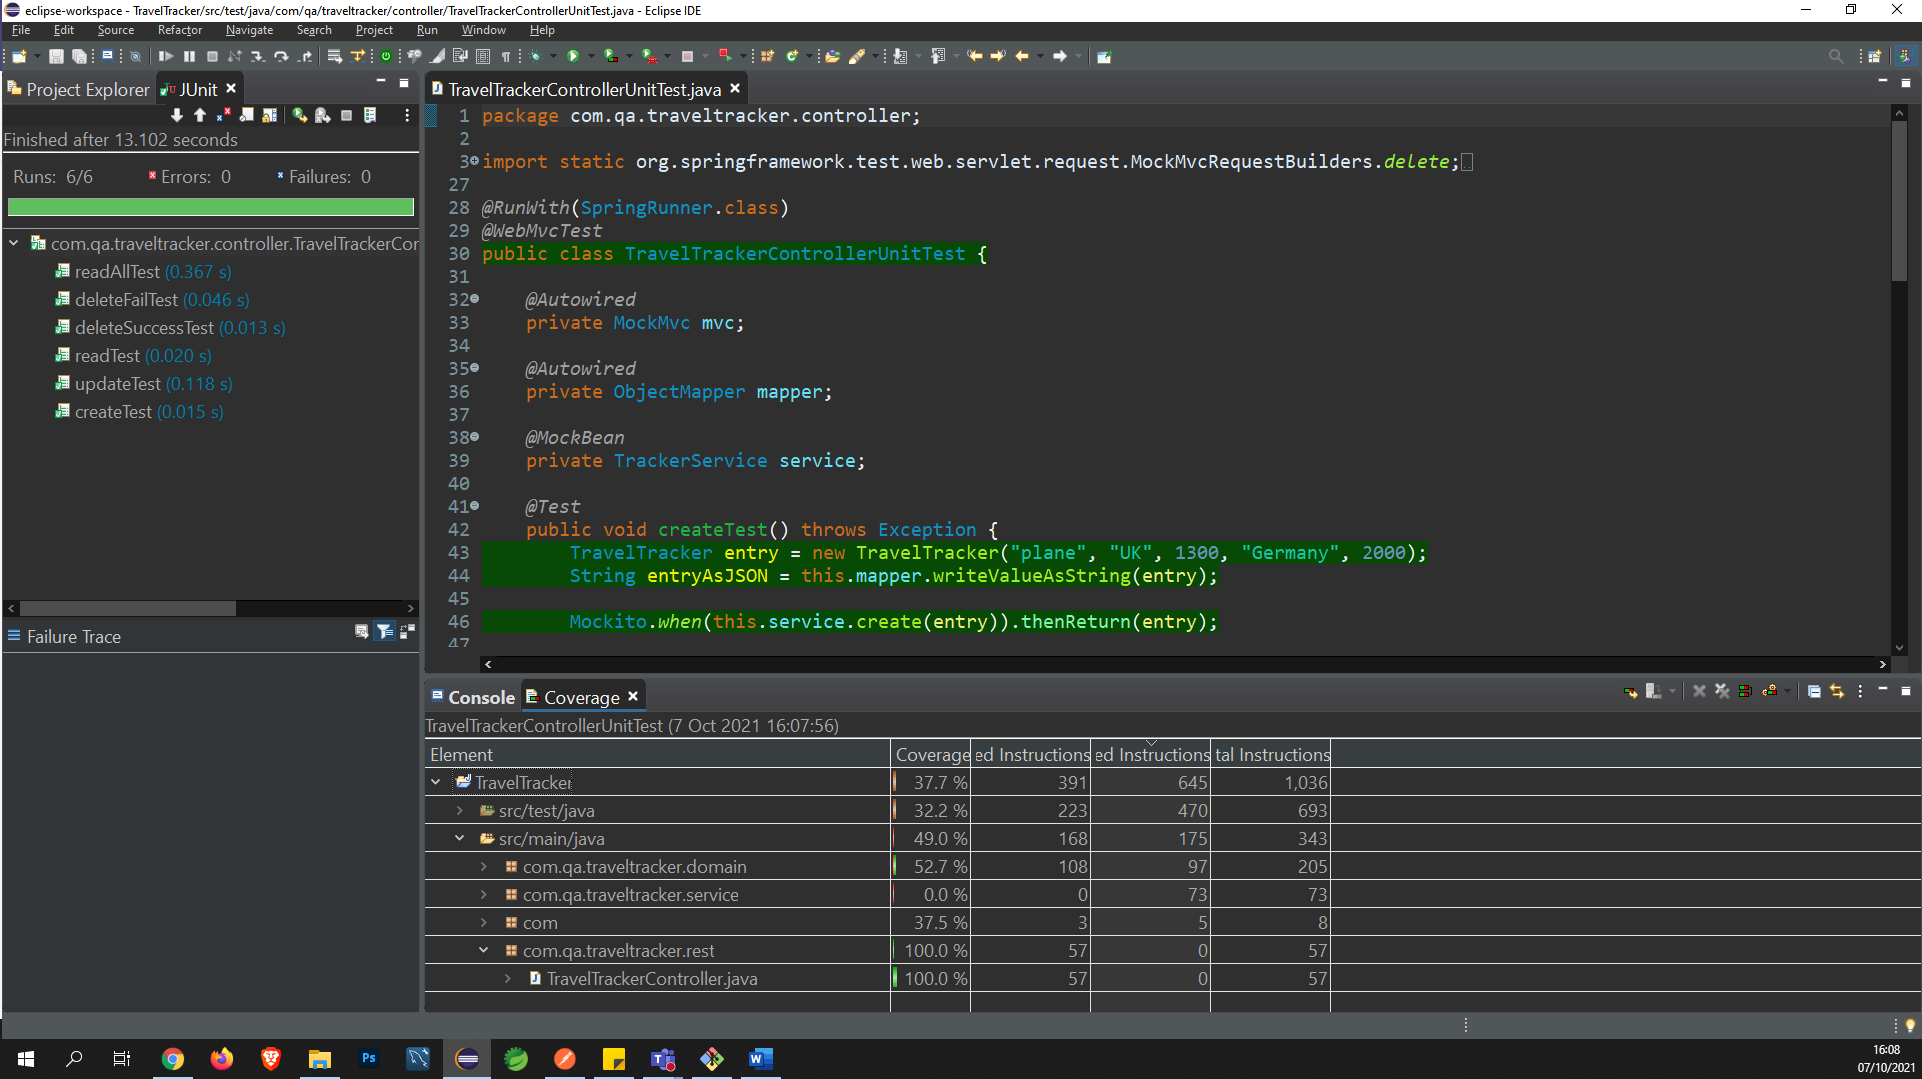 eclipse-workspace - TravelTracker/src/test/java/com/qa/traveltracker/controller/TravelTrackerControllerUnitTest.java - Eclipse IDE
File Edit Source Refactor Navigate Search Project Run Window Help
Project Explorer JUnit
TravelTrackerControllerUnitTest.java
Finished after 13.102 seconds
Runs: 6/6 Errors: 0 Failures: 0
com.qa.traveltracker.controller.TravelTrackerCor
readAllTest (0.367 s)
deleteFailTest (0.046 s)
deleteSuccessTest (0.013 s)
readTest (0.020 s)
updateTest (0.118 s)
createTest (0.015 s)
Failure Trace
1 package com.qa.traveltracker.controller;
2
3 import static org.springframework.test.web.servlet.request.MockMvcRequestBuilders.delete;
27
28 @RunWith(SpringRunner.class)
29 @WebMvcTest
30 public class TravelTrackerControllerUnitTest {
31
32 @Autowired
33 private MockMvc mvc;
34
35 @Autowired
36 private ObjectMapper mapper;
37
38 @MockBean
39 private TrackerService service;
40
41 @Test
42 public void createTest() throws Exception {
43 TravelTracker entry = new TravelTracker("plane", "UK", 1300, "Germany", 2000);
44 String entryAsJSON = this.mapper.writeValueAsString(entry);
45
46 Mockito.when(this.service.create(entry)).thenReturn(entry);
47
Console Coverage
TravelTrackerControllerUnitTest (7 Oct 2021 16:07:56)
Element Coverage ed Instructions ed Instructions tal Instructions
TravelTracker 37.7 % 391 645 1,036
src/test/java 32.2 % 223 470 693
src/main/java 49.0 % 168 175 343
com.qa.traveltracker.domain 52.7 % 108 97 205
com.qa.traveltracker.service 0.0 % 0 73 73
com 37.5 % 3 5 8
com.qa.traveltracker.rest 100.0 % 57 0 57
TravelTrackerController.java 100.0 % 57 0 57
Ps
W
16:08
07/10/2021